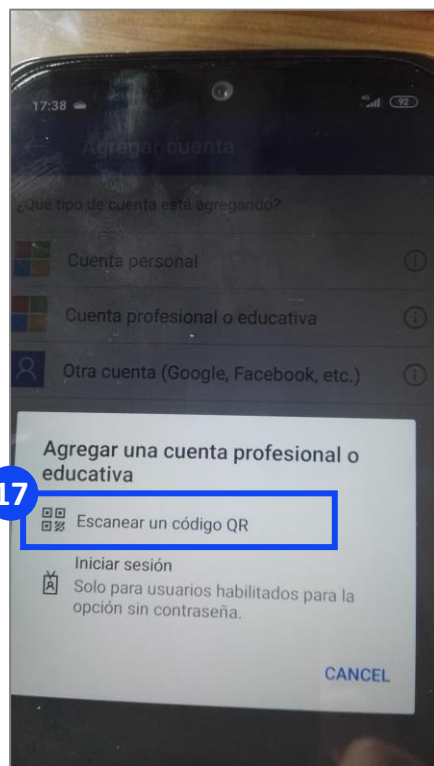 17:38
4G
92
Agregar cuenta
¿Qué tipo de cuenta está agregando?
Cuenta personal
Cuenta profesional o educativa
Otra cuenta (Google, Facebook, etc.)
Agregar una cuenta profesional o
educativa
17
Escanear un código QR
Iniciar sesión
Solo para usuarios habilitados para la
opción sin contraseña.
CANCEL